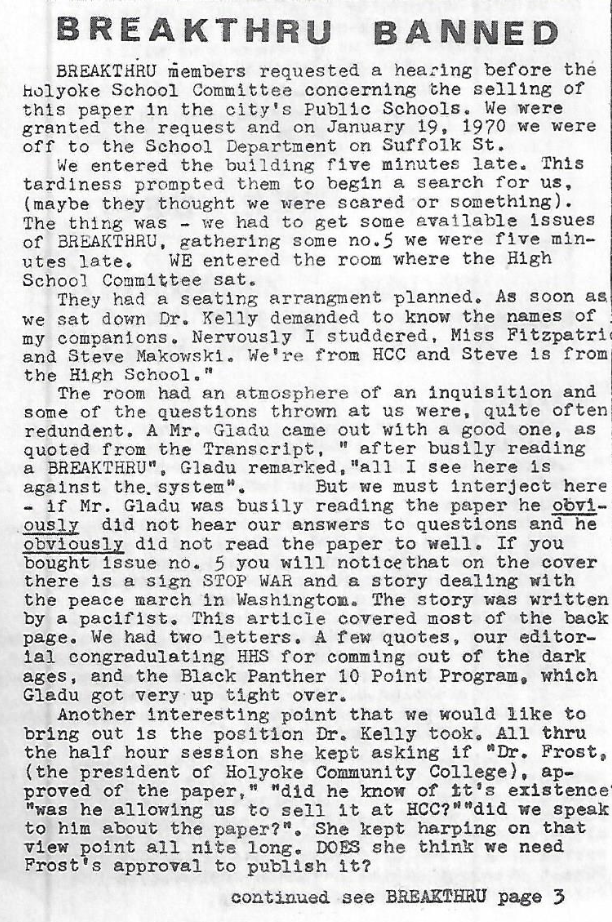 BREAKTHRU BANNED
BREAKTHRU members requested a hearing before the
Holyoke School Committee concerning the selling of
this paper in the city's Public Schools. We were
granted the request and on January 19, 1970 we were
off to the School Department on Suffolk St.
We entered the building five minutes late. This
tardiness prompted them to begin a search for us,
(maybe they thought we were scared or something).
The thing was - we had to get some available issues
of BREAKTHRU, gathering some no.5 we were five min-
utes late. WE entered the room where the High
School Committee sat.
They had a seating arrangment planned. As soon as
we sat down Dr. Kelly demanded to know the names of
my companions. Nervously I studdered, Miss Fitzpatric
and Steve Makowski. We're from HCC and Steve is from
the High School."
The room had an atmosphere of an inquisition and
some of the questions thrown at us were, quite often
redundent. A Mr. Gladu came out with a good one, as
quoted from the Transcript, " after busily reading
a BREAKTHRU", Gladu remarked,"all I see here is
against the.system". But we must interject here
- if Mr. Gladu was busily reading the paper he obvi-
ously did not hear our answers to questions and he
obviously did not read the paper to well. If you
bought issue no. 5 you will notice that on the cover
there is a sign STOP WAR and a story dealing with
the peace march in Washingtom. The story was written
by a pacifist. This article covered most of the back
page. We had two letters. A few quotes, our editor-
ial congradulating HHS for comming out of the dark
ages, and the Black Panther 10 Point Program, which
Gladu got very up tight over.
Another interesting point that we would like to
bring out is the position Dr. Kelly took. All thru
the half hour session she kept asking if "Dr. Frost,
(the president of Holyoke Community College), ap-
proved of the paper," "did he know of it's existence"
"was he allowing us to sell it at HCC?""did we speak
to him about the paper?". She kept harping on that
view point all nite long. DOES she think we need
Frost's approval to publish it?
continued see BREAKTHRU page 3